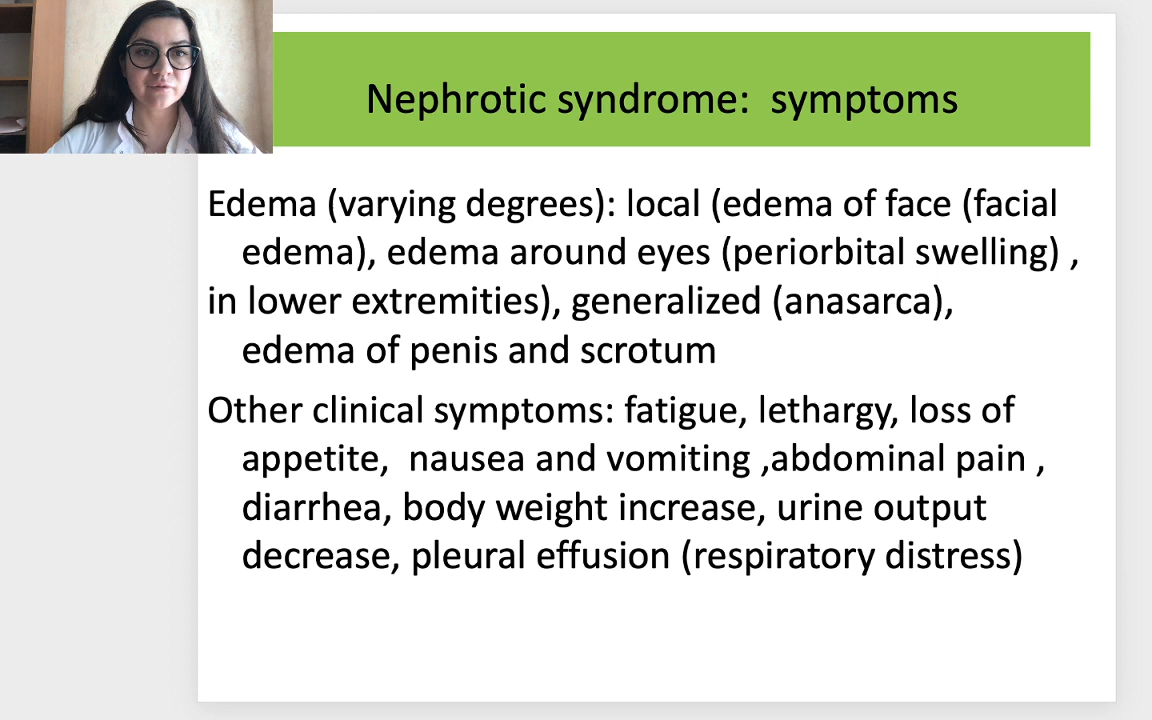 Nephrotic syndrome:  symptoms
Edema (varying degrees): local (edema of face (facial
edema), edema around eyes (periorbital swelling) ,
in lower extremities), generalized (anasarca),
edema of penis and scrotum
Other clinical symptoms: fatigue, lethargy, loss of
appetite,  nausea and vomiting ,abdominal pain ,
diarrhea, body weight increase, urine output
decrease, pleural effusion (respiratory distress)